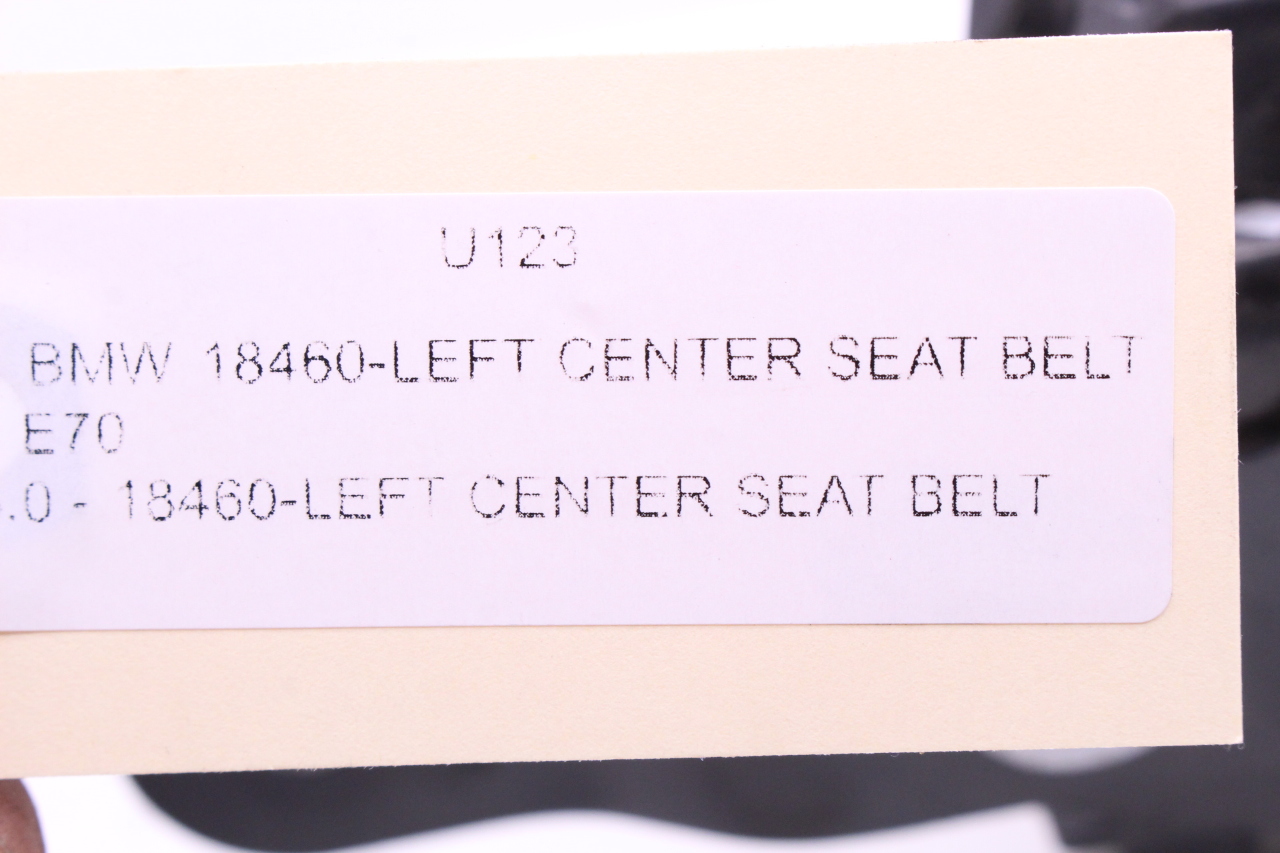 U123
BMW 18460-LEFT CENTER SEAT BELT
E70
.0 - 18460-LEFT CENTER SEAT BELT